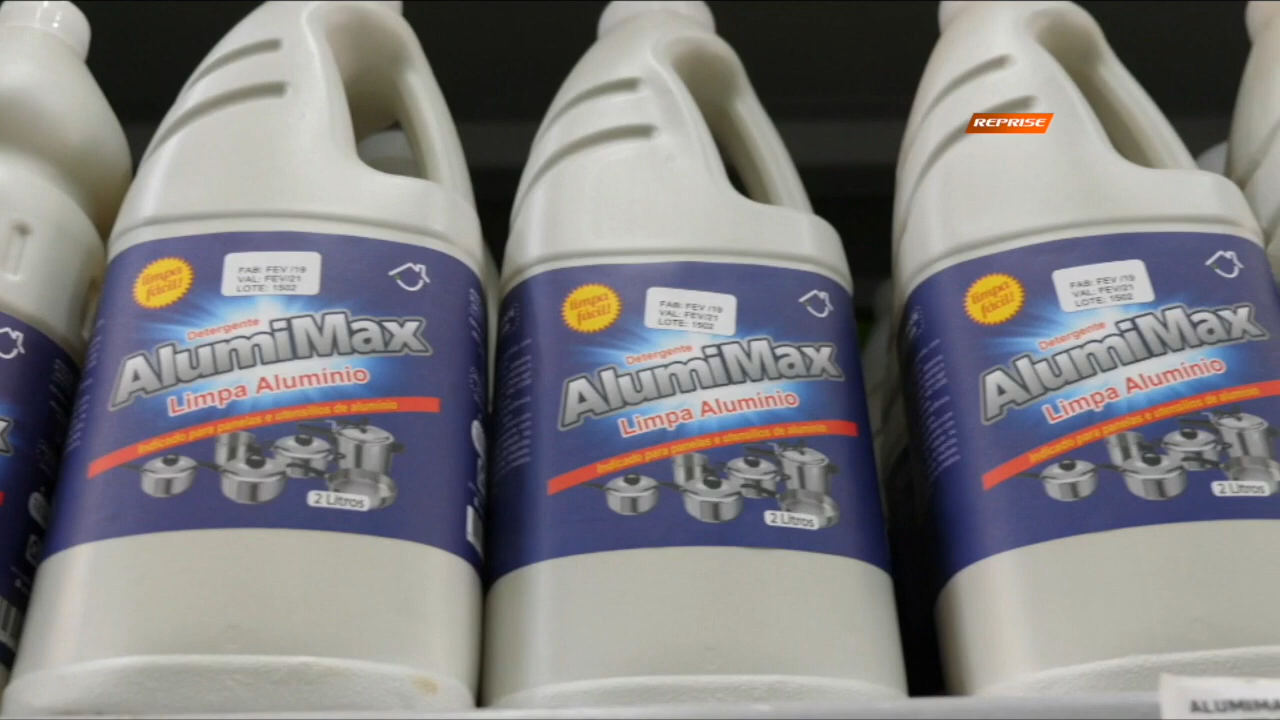 REPRISE
limpa
fácil!
FAB: FEV /19
VAL: FEV/21
LOTE: 1502
Detergente
AlumiMax
Limpa Alumínio
Indicado para panelas e utensílios de alumínio
2 Litros
limpa
fácil!
FAB: FEV /19
VAL: FEV/21
LOTE: 1502
Detergente
AlumiMax
Limpa Alumínio
Indicado para panelas e utensílios de alumínio
2 Litros
limpa
fácil!
FAB: FEV /19
VAL: FEV/21
LOTE: 1502
Detergente
AlumiMax
Limpa Alumínio
Indicado para panelas e utensílios de alumínio
2 Litros